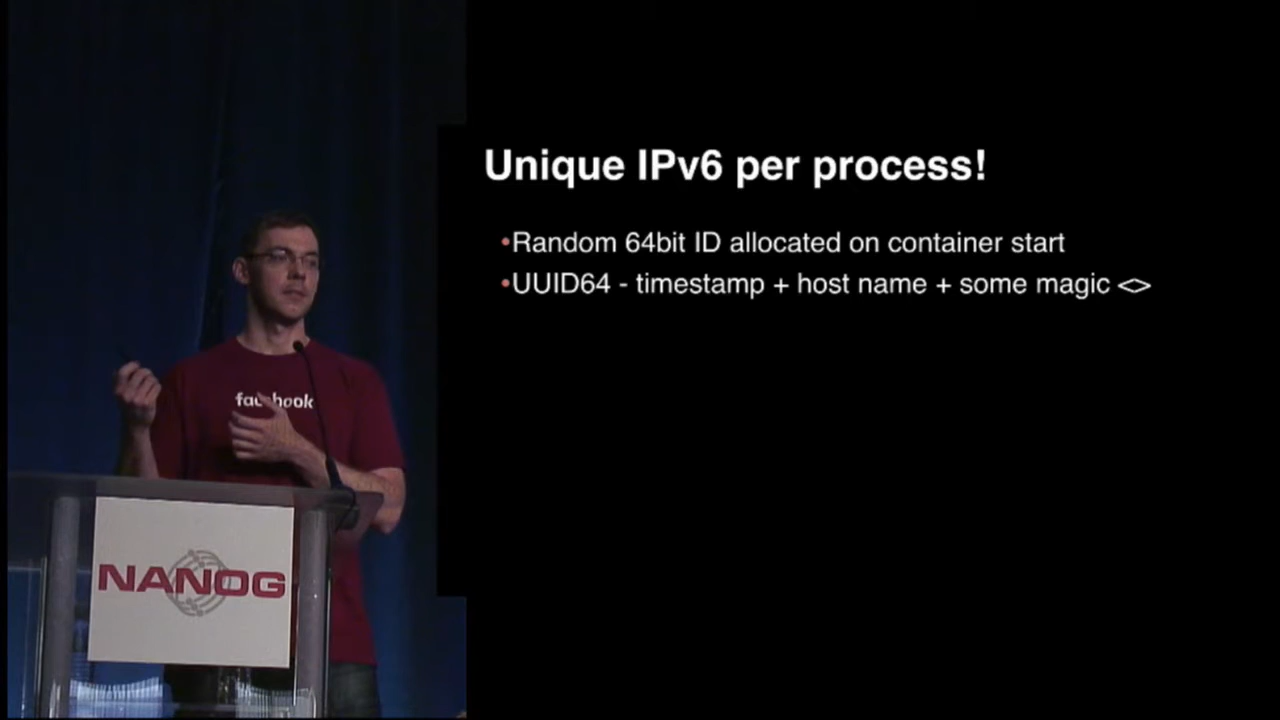 Unique IPv6 per process!
•Random 64bit ID allocated on container start
•UUID64 - timestamp + host name + some magic <>
facebook
NANOG